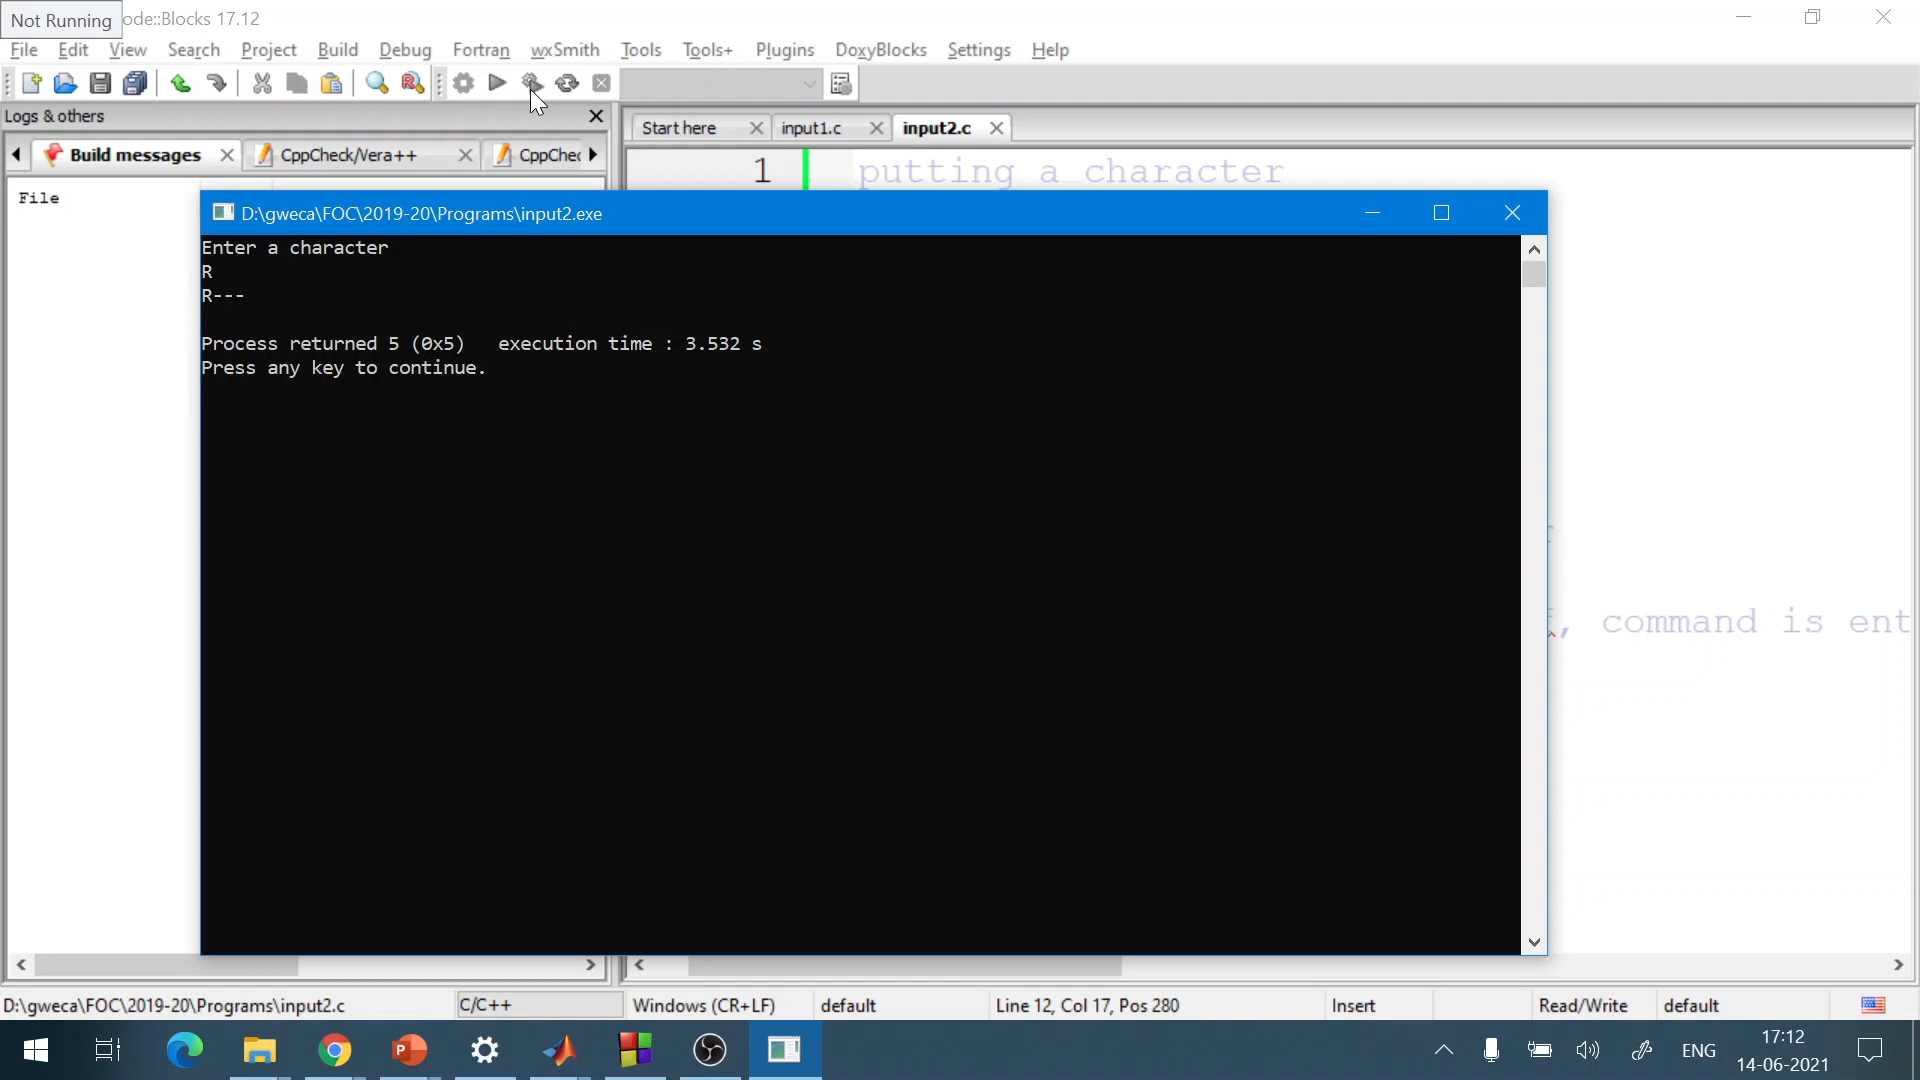 Not Running
ode::Blocks 17.12
File Edit View Search Project Build Debug Fortran wxSmith Tools Tools+ Plugins DoxyBlocks Settings Help
Logs & others
Start here input1.c input2.c
Build messages CppCheck/Vera++ CppChec
1 putting a character
File
D:\gweca\FOC\2019-20\Programs\input2.exe
Enter a character
R
R---
Process returned 5 (0x5) execution time : 3.532 s
Press any key to continue.
, command is ent
D:\gweca\FOC\2019-20\Programs\input2.c C/C++ Windows (CR+LF) default Line 12, Col 17, Pos 280 Insert Read/Write default
ENG
17:12
14-06-2021